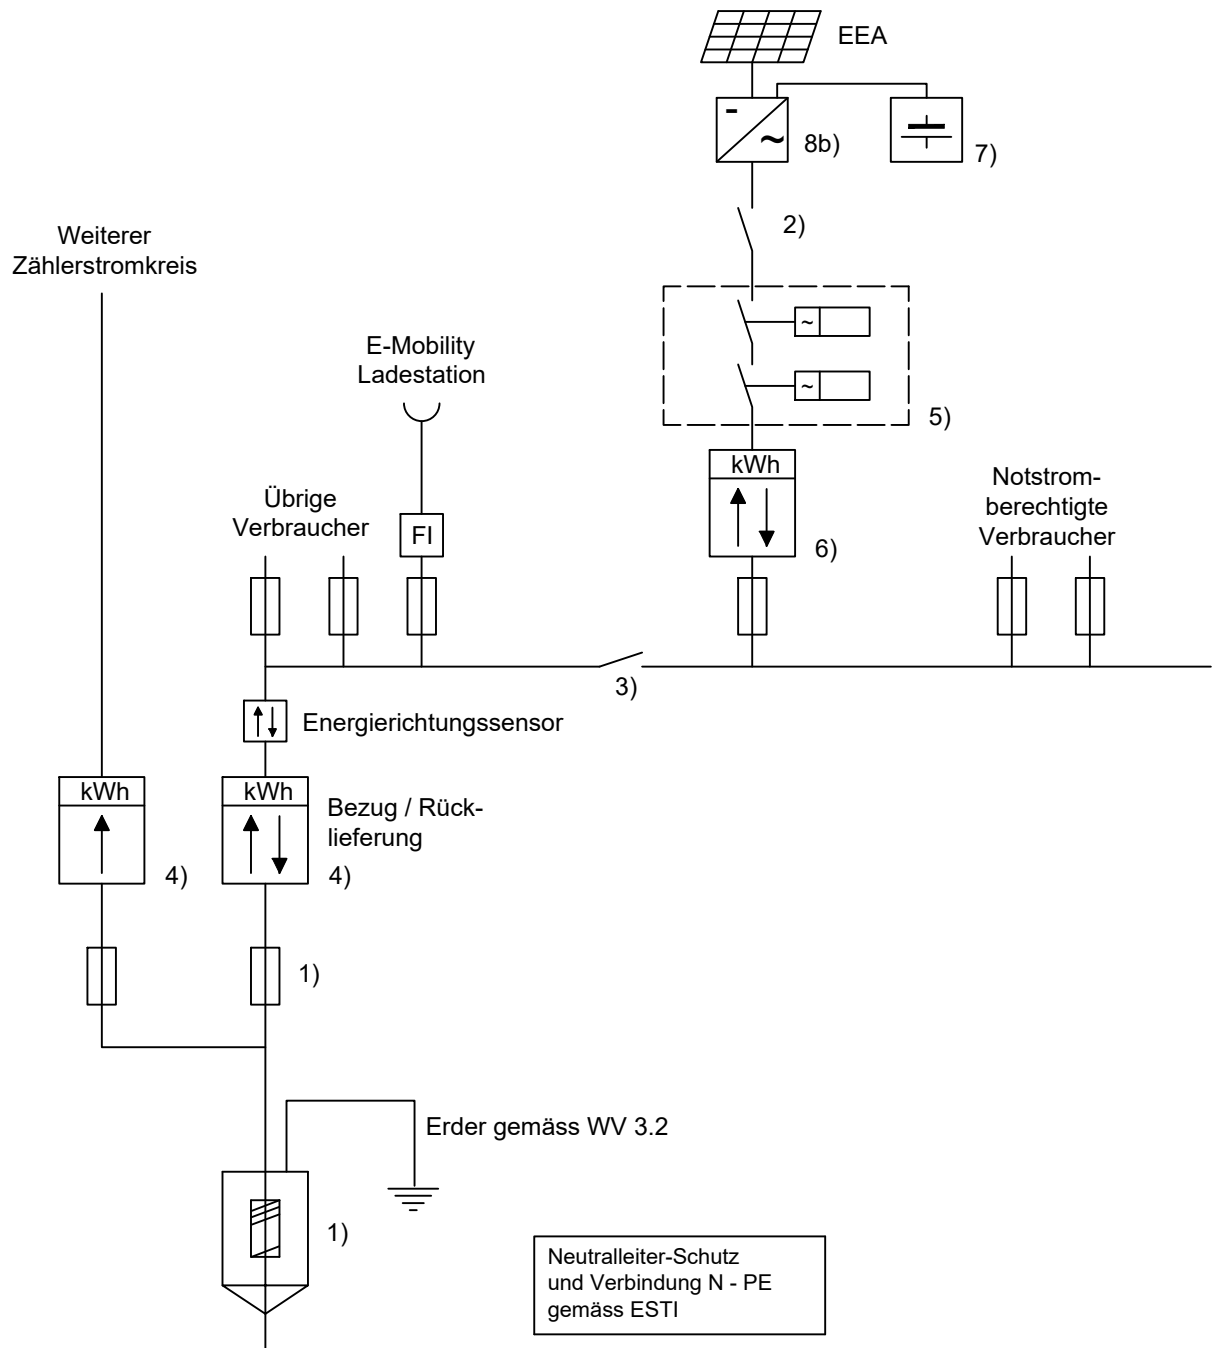 EEA
-
~
8b)
7)
2)
Weiterer
Zählerstromkreis
~
E-Mobility
Ladestation
~
5)
kWh
6)
Notstrom-
berechtigte
Verbraucher
Übrige
Verbraucher
FI
3)
Energierichtungssensor
kWh
4)
kWh
Bezug / Rück-
lieferung
4)
1)
Erder gemäss WV 3.2
1)
Neutralleiter-Schutz
und Verbindung N - PE
gemäss ESTI